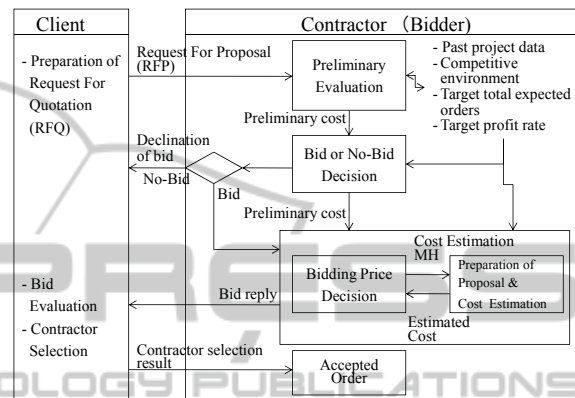 Client
Contractor （Bidder）
- Preparation of
Request For
Quotation
(RFQ)
Request For Proposal
(RFP)
Preliminary
Evaluation
- Past project data
- Competitive
environment
- Target total expected
orders
- Target profit rate
Preliminary cost
Declination
of bid
No-Bid
Bid
Bid or No-Bid
Decision
Preliminary cost
Cost Estimation
MH
Bidding Price
Decision
Preparation of
Proposal &
Cost Estimation
Estimated
Cost
- Bid
Evaluation
- Contractor
Selection
Bid reply
Contractor selection
result
Accepted
Order
PRESS
OLOGY PUBLICATIONS